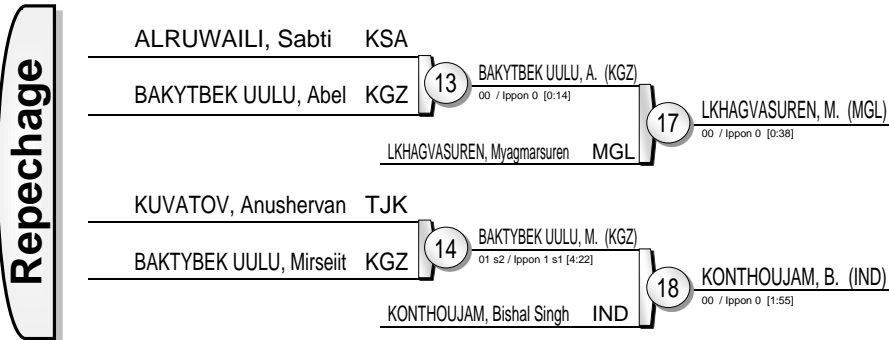 Repechage
ALRUWAILI, Sabti KSA
BAKYTBEK UULU, Abel KGZ
13
BAKYTBEK UULU, A. (KGZ)
00 / Ippon 0 [0:14]
LKHAGVASUREN, Myagmarsuren MGL
17
LKHAGVASUREN, M. (MGL)
00 / Ippon 0 [0:38]
KUVATOV, Anushervan TJK
BAKTYBEK UULU, Mirseiit KGZ
14
BAKTYBEK UULU, M. (KGZ)
01 s2 / Ippon 1 s1 [4:22]
KONTHOUJAM, Bishal Singh IND
18
KONTHOUJAM, B. (IND)
00 / Ippon 0 [1:55]